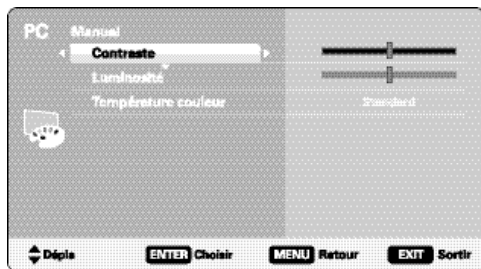 PC Manuel
Contraste
Luminosité
Température couleur Standard
Dépla ENTER Choisir MENU Retour EXIT Sortir